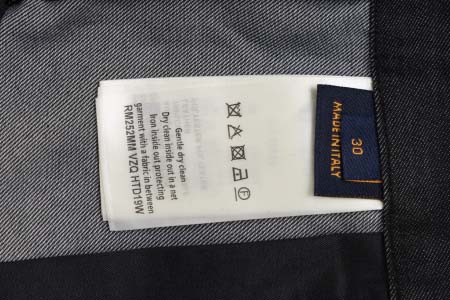 Gentle dry clean
Dry clean inside out in a net
Iron inside out protecting
garment with a fabric in between
RM252MM VZQ HTD19W
30
MADE IN ITALY